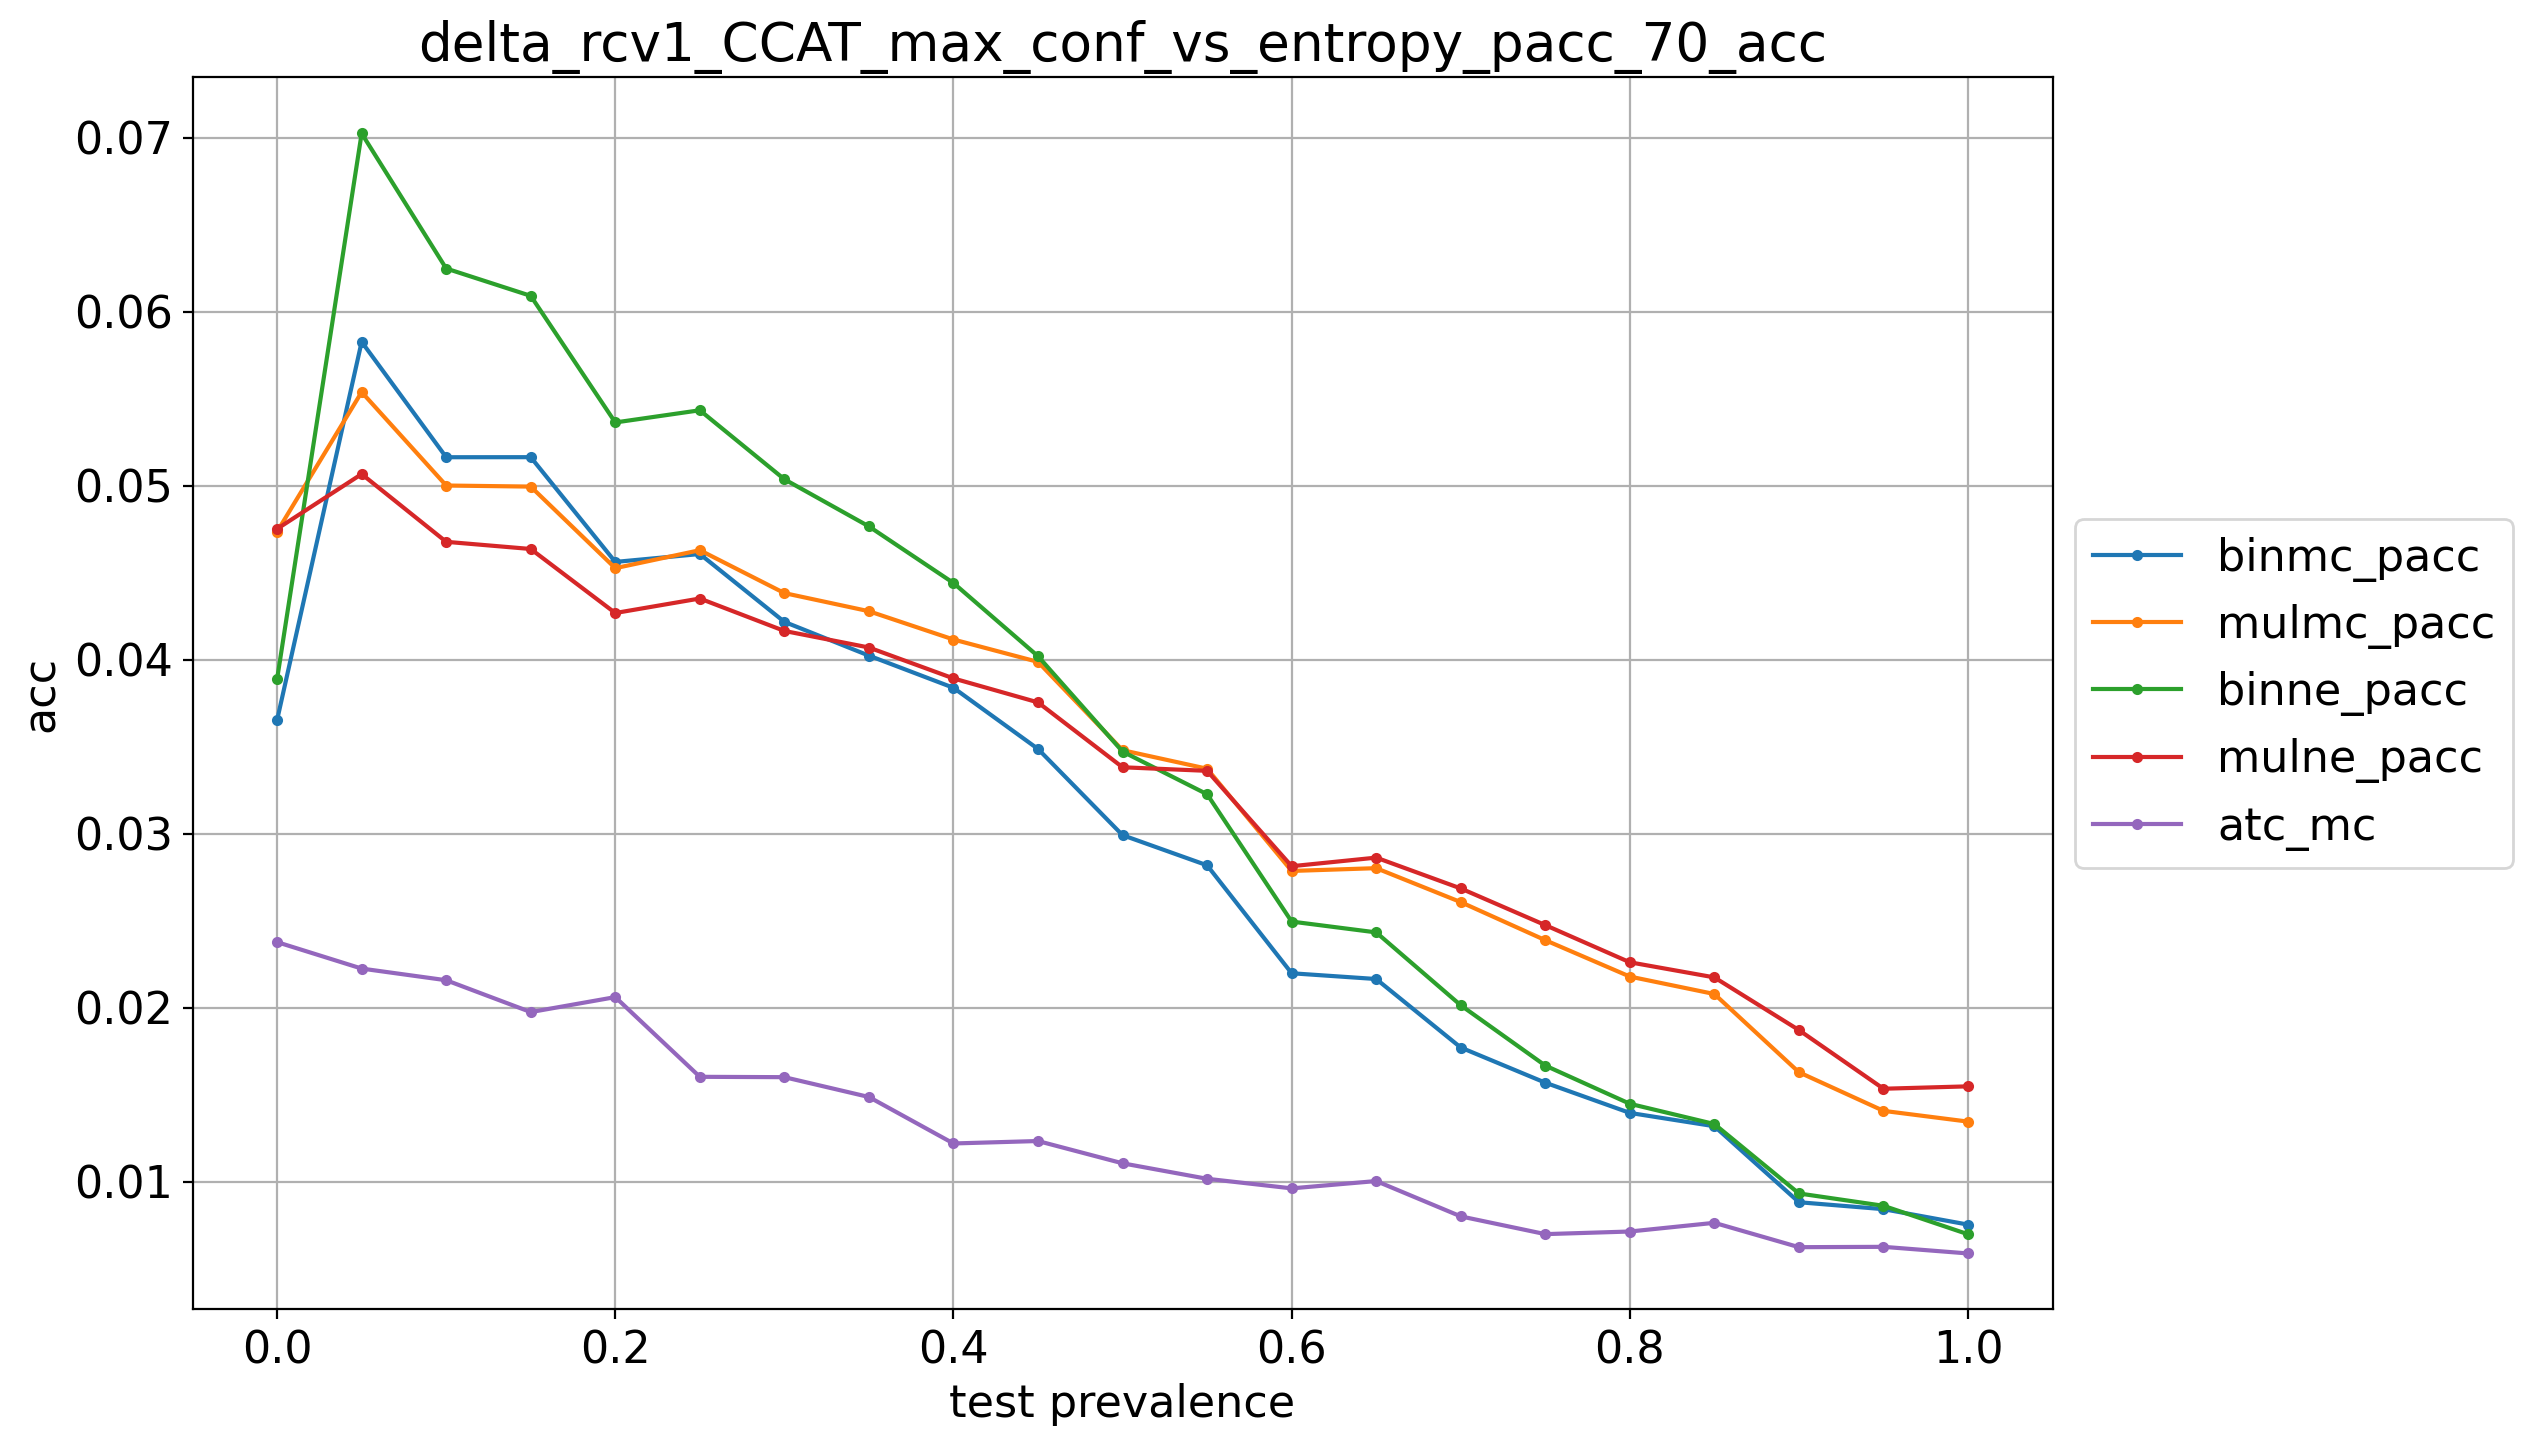 delta_rcv1_CCAT_max_conf_vs_entropy_pacc_70_acc
0.07
0.06
0.05
0.04
0.03
0.02
0.01
acc
0.0 0.2 0.4 0.6 0.8 1.0
test prevalence
binmc_pacc
mulmc_pacc
binne_pacc
mulne_pacc
atc_mc